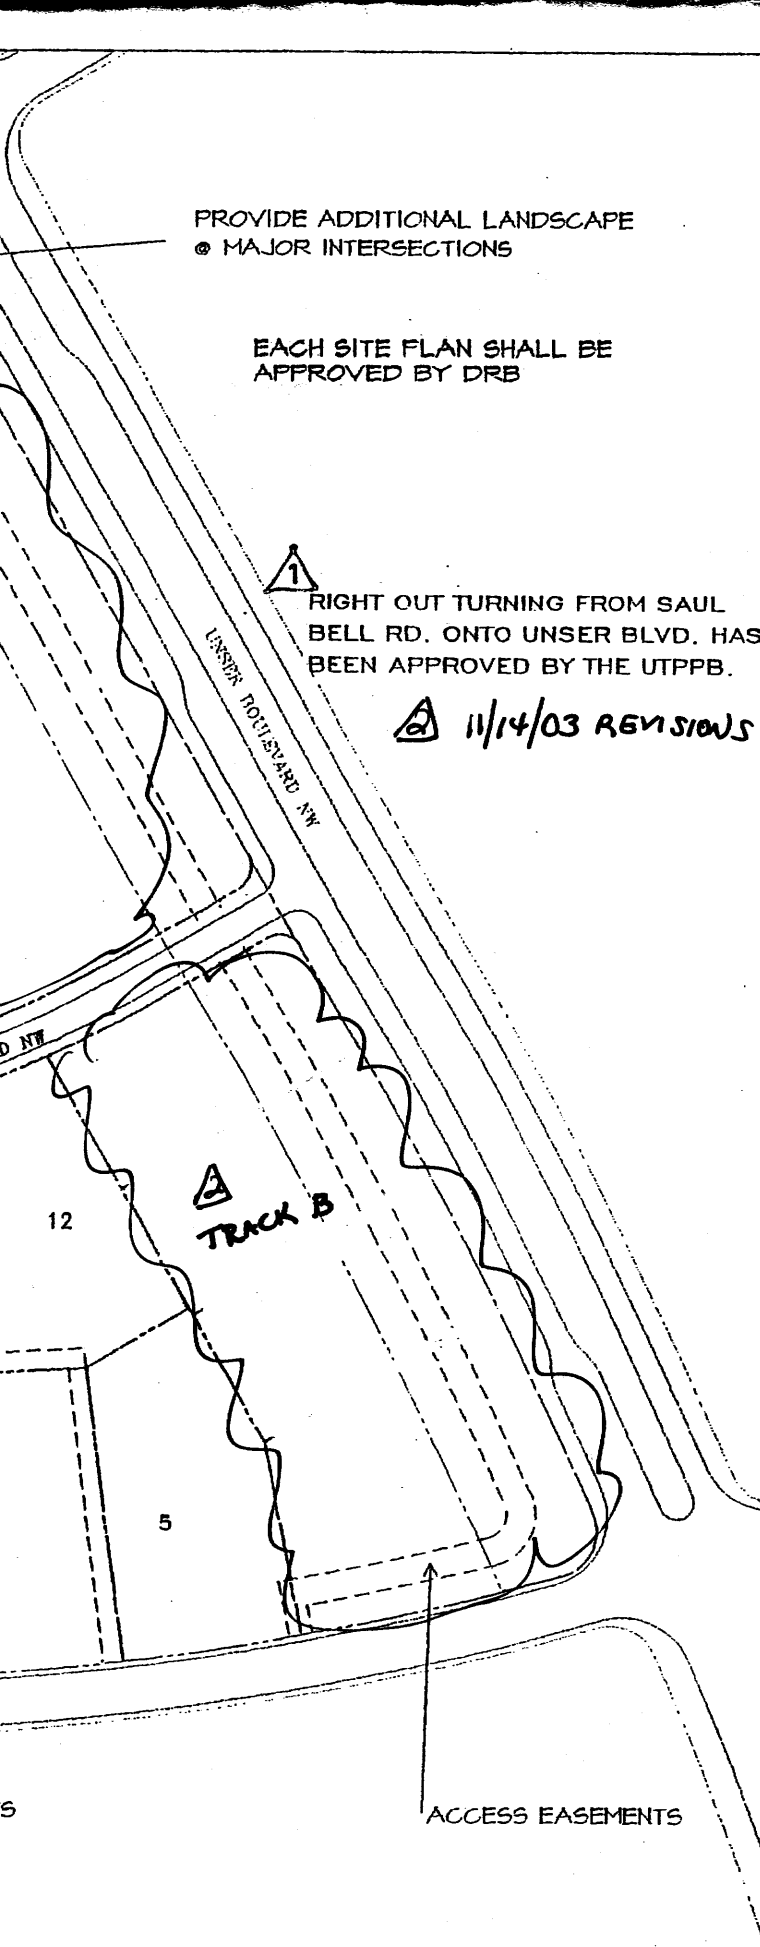 PROVIDE ADDITIONAL LANDSCAPE
@ MAJOR INTERSECTIONS
EACH SITE PLAN SHALL BE
APPROVED BY DRB
1
RIGHT OUT TURNING FROM SAUL
BELL RD. ONTO UNSER BLVD. HAS
BEEN APPROVED BY THE UTPPB.
2 11/14/03 REVISIONS
UNSER BOULEVARD NW
D NW
2
TRACK B
12
5
ACCESS EASEMENTS
S